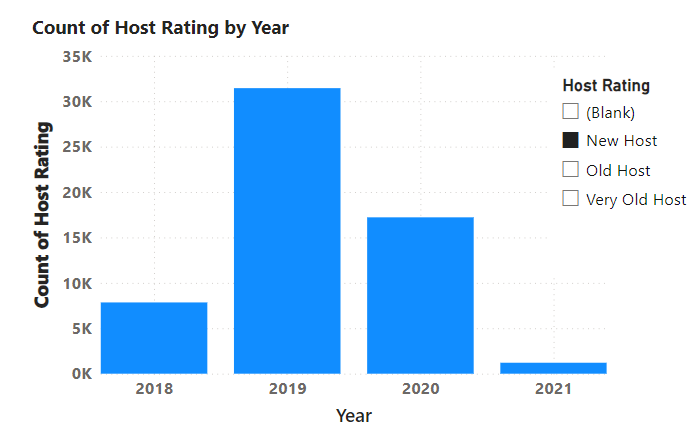 Count of Host Rating by Year
Count of Host Rating
35K
30K
25K
20K
15K
10K
5K
0K
2018
2019
2020
2021
Year
Host Rating
(Blank)
New Host
Old Host
Very Old Host